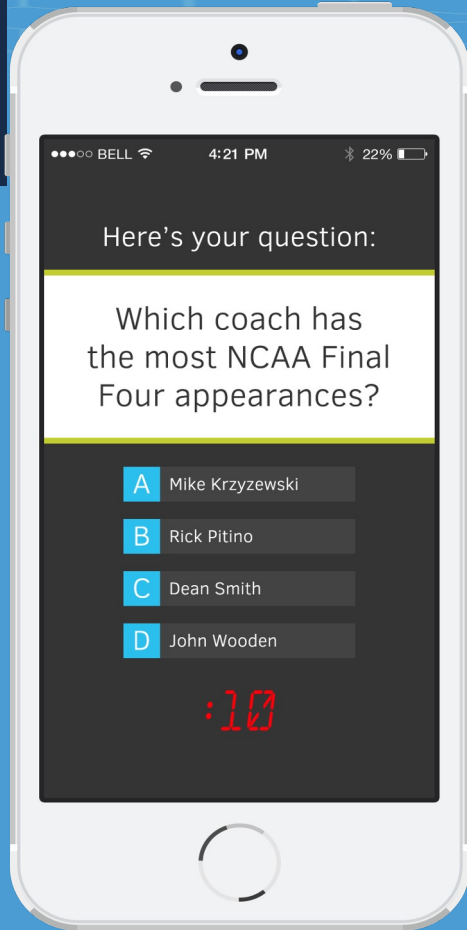 ●●●○○ BELL 4:21 PM 22%
Here's your question:
Which coach has
the most NCAA Final
Four appearances?
A Mike Krzyzewski
B Rick Pitino
C Dean Smith
D John Wooden
:10